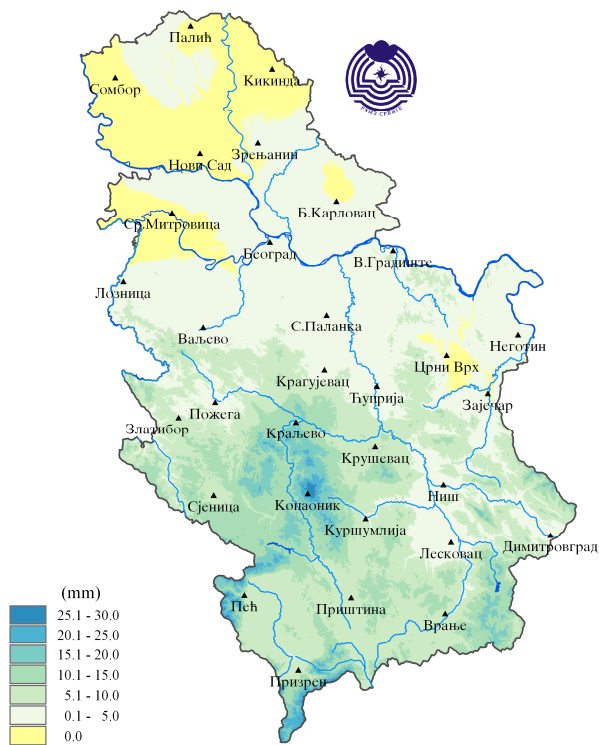 Палић
Кикинда
Сомбор
РХМЗ СРБИЈЕ
Зрењанин
Нови Сад
Б.Карловац
Ср.Митровица
Београд
В.Градиште
Лозница
С.Паланка
Ваљево
Неготин
Црни Врх
Крагујевац
Ћуприја
Зајечар
Пожега
Златибор
Краљево
Крушевац
Ниш
Сјеница
Копаоник
Куршумлија
Лесковац
Димитровград
Пећ
Приштина
Врање
Призрен
(mm)
25.1 - 30.0
20.1 - 25.0
15.1 - 20.0
10.1 - 15.0
5.1 - 10.0
0.1 - 5.0
0.0